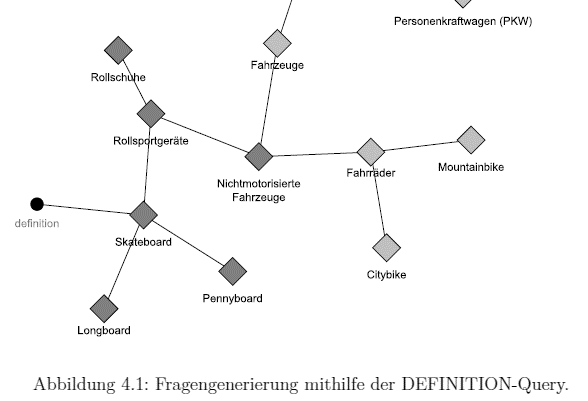 Personenkraftwagen (PKW)
Fahrzeuge
Rollschuhe
Rollsportgeräte
Mountainbike
Fahrräder
Nichtmotorisierte
Fahrzeuge
definition
Skateboard
Citybike
Pennyboard
Longboard
Abbildung 4.1: Fragengenerierung mithilfe der DEFINITION-Query.